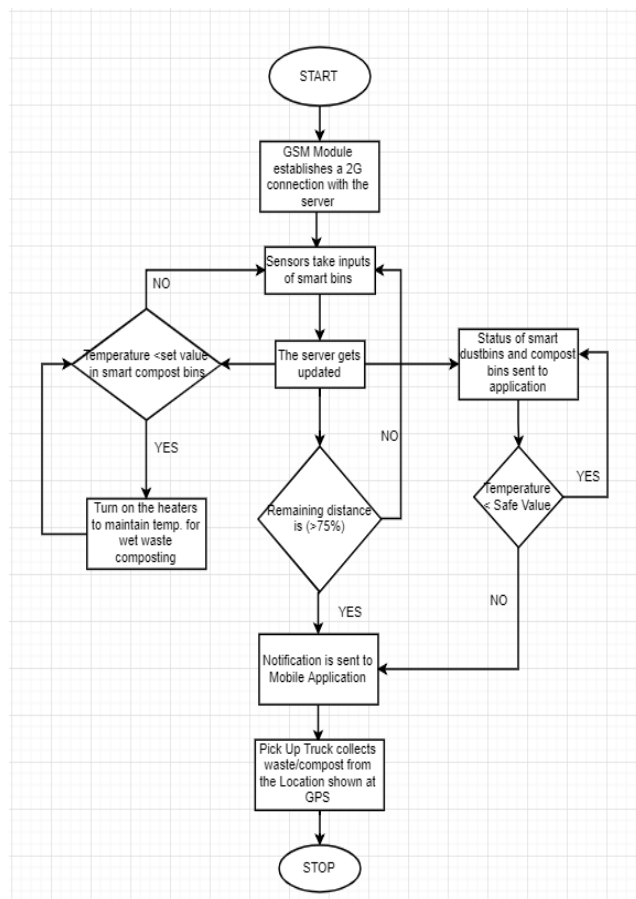 START
GSM Module
establishes a 2G
connection with the
server
Sensors take inputs
of smart bins
NO
Temperature <set value
in smart compost bins
The server gets
updated
Status of smart
dustbins and compost
bins sent to
application
NO
YES
YES
Temperature
< Safe Value
Turn on the heaters
to maintain temp. for
wet waste
composting
Remaining distance
is (>75%)
NO
YES
Notification is sent to
Mobile Application
Pick Up Truck collects
waste/compost from
the Location shown at
GPS
STOP